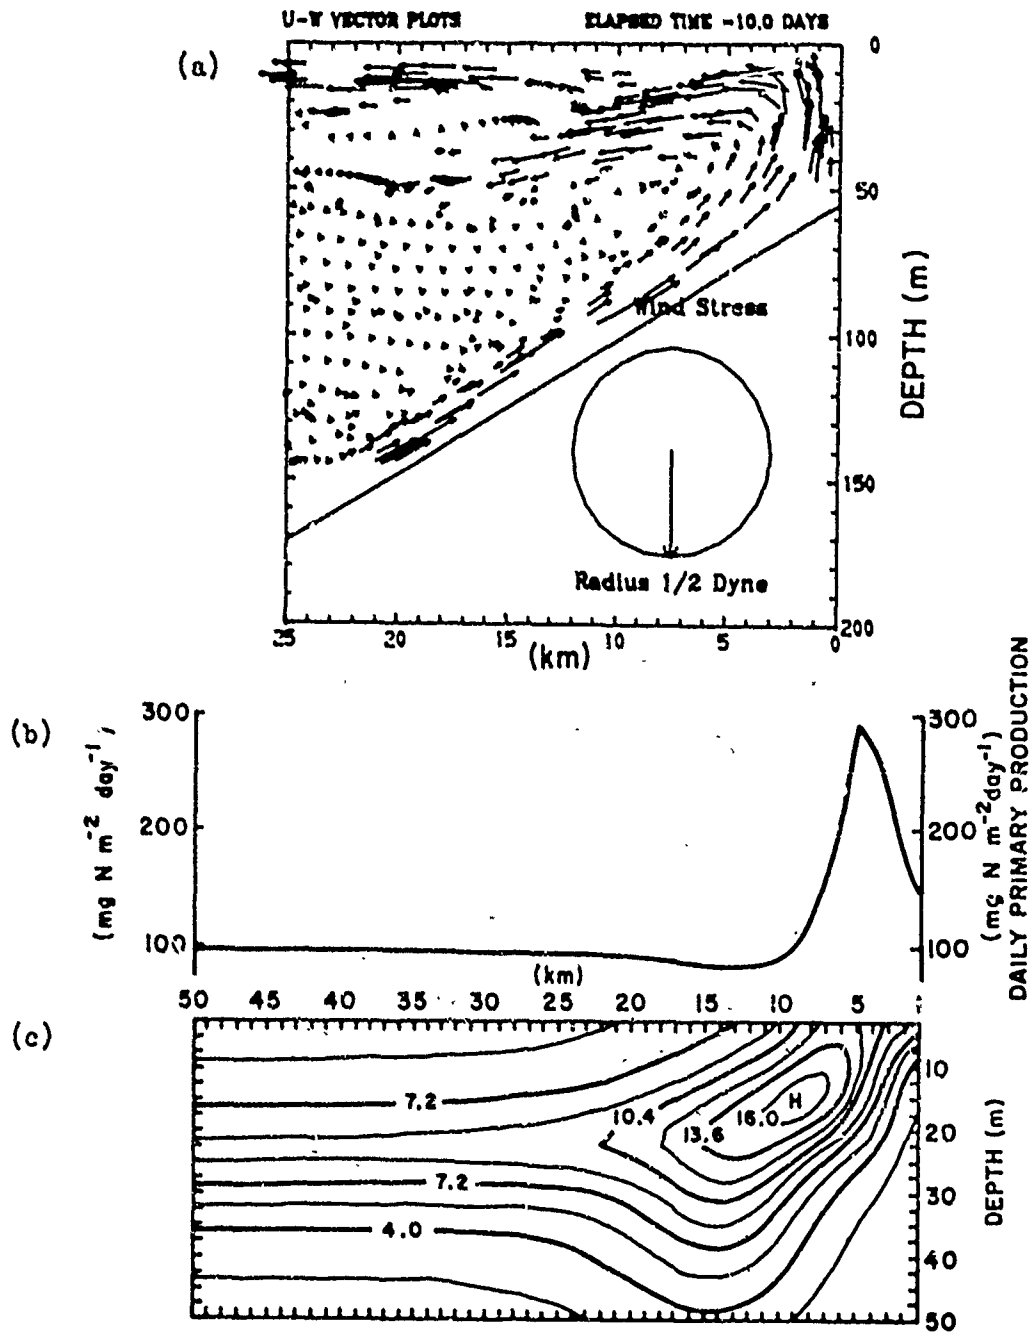 U-W VECTOR PLOTS ELAPSED TIME =10.0 DAYS
(a)
0
50
100
150
200
DEPTH (m)
Wind Stress
Radius 1/2 Dyne
25 20 15 10 5 0
(km)
(b)
300
200
100
(mg N m⁻² day⁻¹)
300
200
100
(mg N m⁻² day⁻¹)
DAILY PRIMARY PRODUCTION
(km)
50 45 40 35 30 25 20 15 10 5
(c)
7.2
10.4
13.6
16.0
H
7.2
4.0
10
20
30
40
50
DEPTH (m)